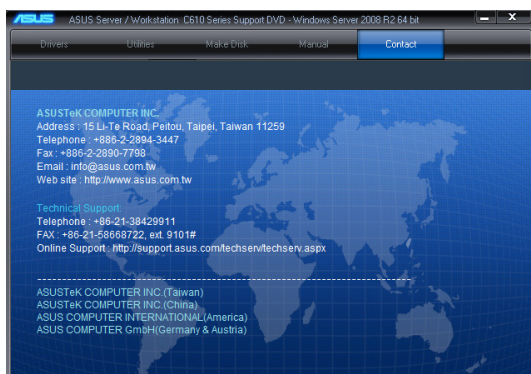 ASUS ASUS Server / Workstation C610 Series Support DVD - Windows Server 2008 R2 64 bit
Drivers Utilities Make Disk Manual Contact
ASUSTeK COMPUTER INC.
Address : 15 Li-Te Road, Peitou, Taipei, Taiwan 11259
Telephone : +886-2-2894-3447
Fax : +886-2-2890-7798
Email : info@asus.com.tw
Web site : http://www.asus.com.tw
Technical Support:
Telephone : +86-21-38429911
FAX : +86-21-58668722, ext. 9101#
Online Support : http://support.asus.com/techserv/techserv.aspx
ASUSTeK COMPUTER INC.(Taiwan)
ASUSTeK COMPUTER INC.(China)
ASUS COMPUTER INTERNATIONAL(America)
ASUS COMPUTER GmbH(Germany & Austria)